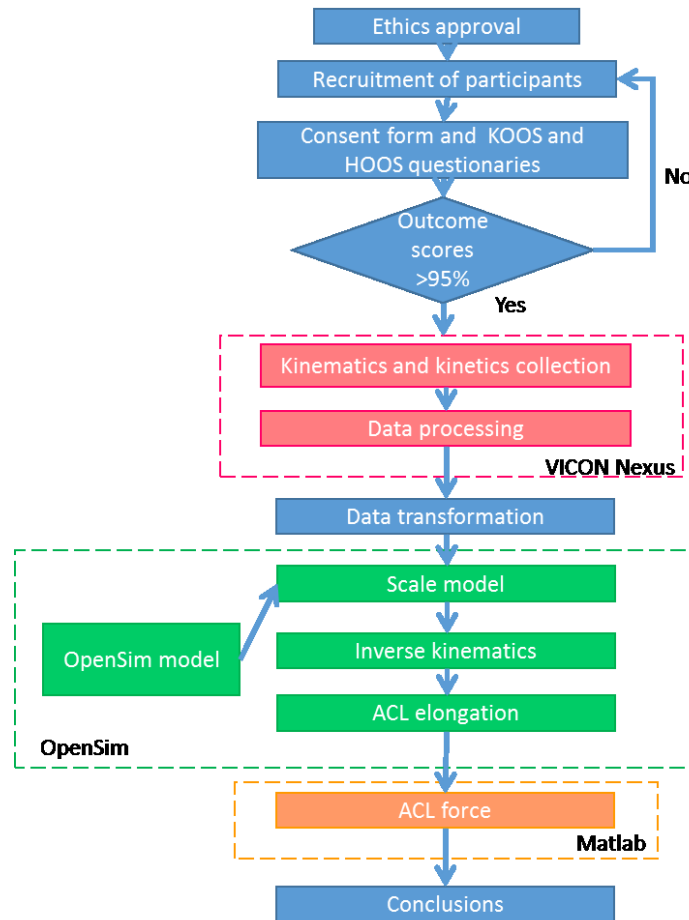 Ethics approval
Recruitment of participants
Consent form and KOOS and
HOOS questionaries
No
Outcome
scores
>95%
Yes
Kinematics and kinetics collection
Data processing
VICON Nexus
Data transformation
Scale model
OpenSim model
Inverse kinematics
ACL elongation
OpenSim
ACL force
Matlab
Conclusions